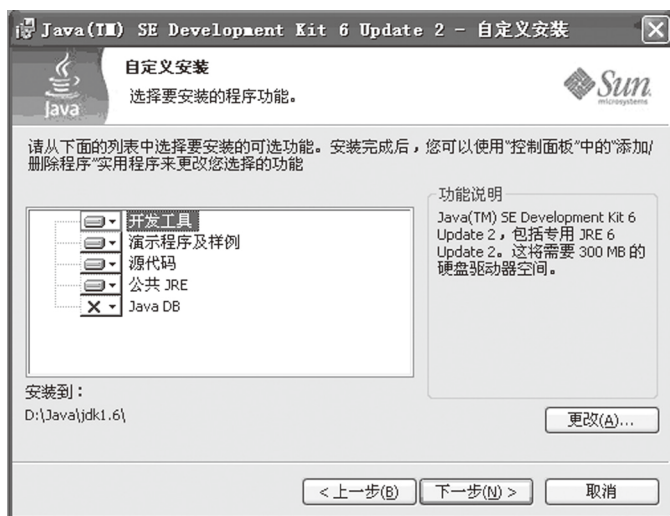 Java(TM) SE Development Kit 6 Update 2 - 自定义安装
自定义安装
选择要安装的程序功能。
Java
Sun
microsystems
请从下面的列表中选择要安装的可选功能。安装完成后，您可以使用“控制面板”中的“添加/
删除程序”实用程序来更改您选择的功能
开发工具
演示程序及样例
源代码
公共 JRE
Java DB
功能说明
Java(TM) SE Development Kit 6
Update 2，包括专用 JRE 6
Update 2。这将需要 300 MB 的
硬盘驱动器空间。
安装到：
D:\Java\jdk1.6\
更改(A)...
< 上一步(B)
下一步(N) >
取消